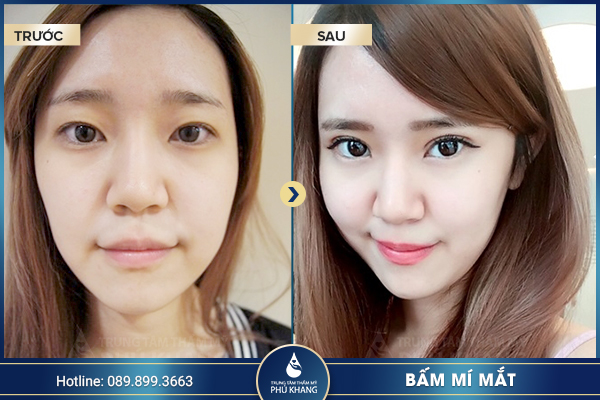 TRƯỚC
SAU
Hotline: 089.899.3663
TRUNG TÂM THẨM MỸ
PHÚ KHANG
BẤM MÍ MẮT